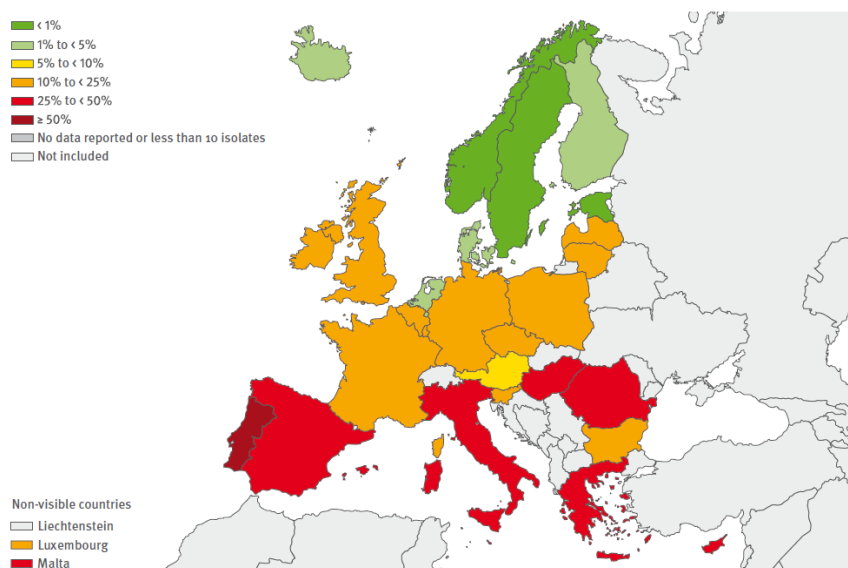 < 1%
1% to < 5%
5% to < 10%
10% to < 25%
25% to < 50%
≥ 50%
No data reported or less than 10 isolates
Not included
Non-visible countries
Liechtenstein
Luxembourg
Malta